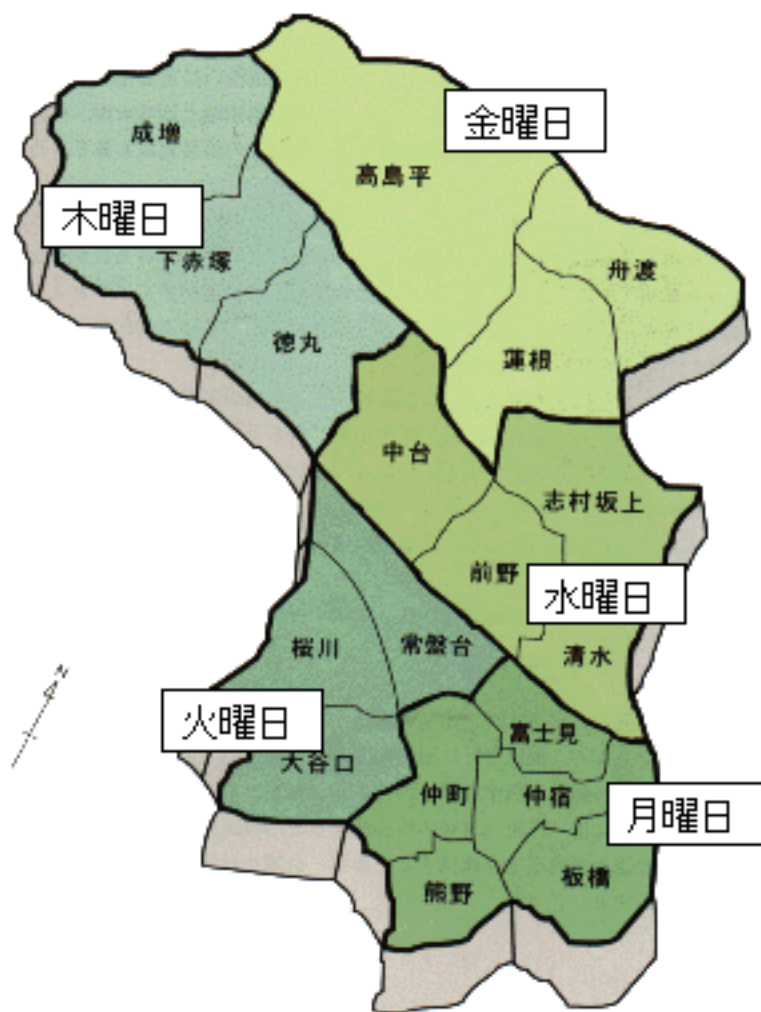 金曜日
成増
高島平
木曜日
下赤塚
舟渡
徳丸
蓮根
中台
志村坂上
前野
水曜日
桜川
常盤台
清水
N
火曜日
富士見
大谷口
仲町
仲宿
月曜日
熊野
板橋